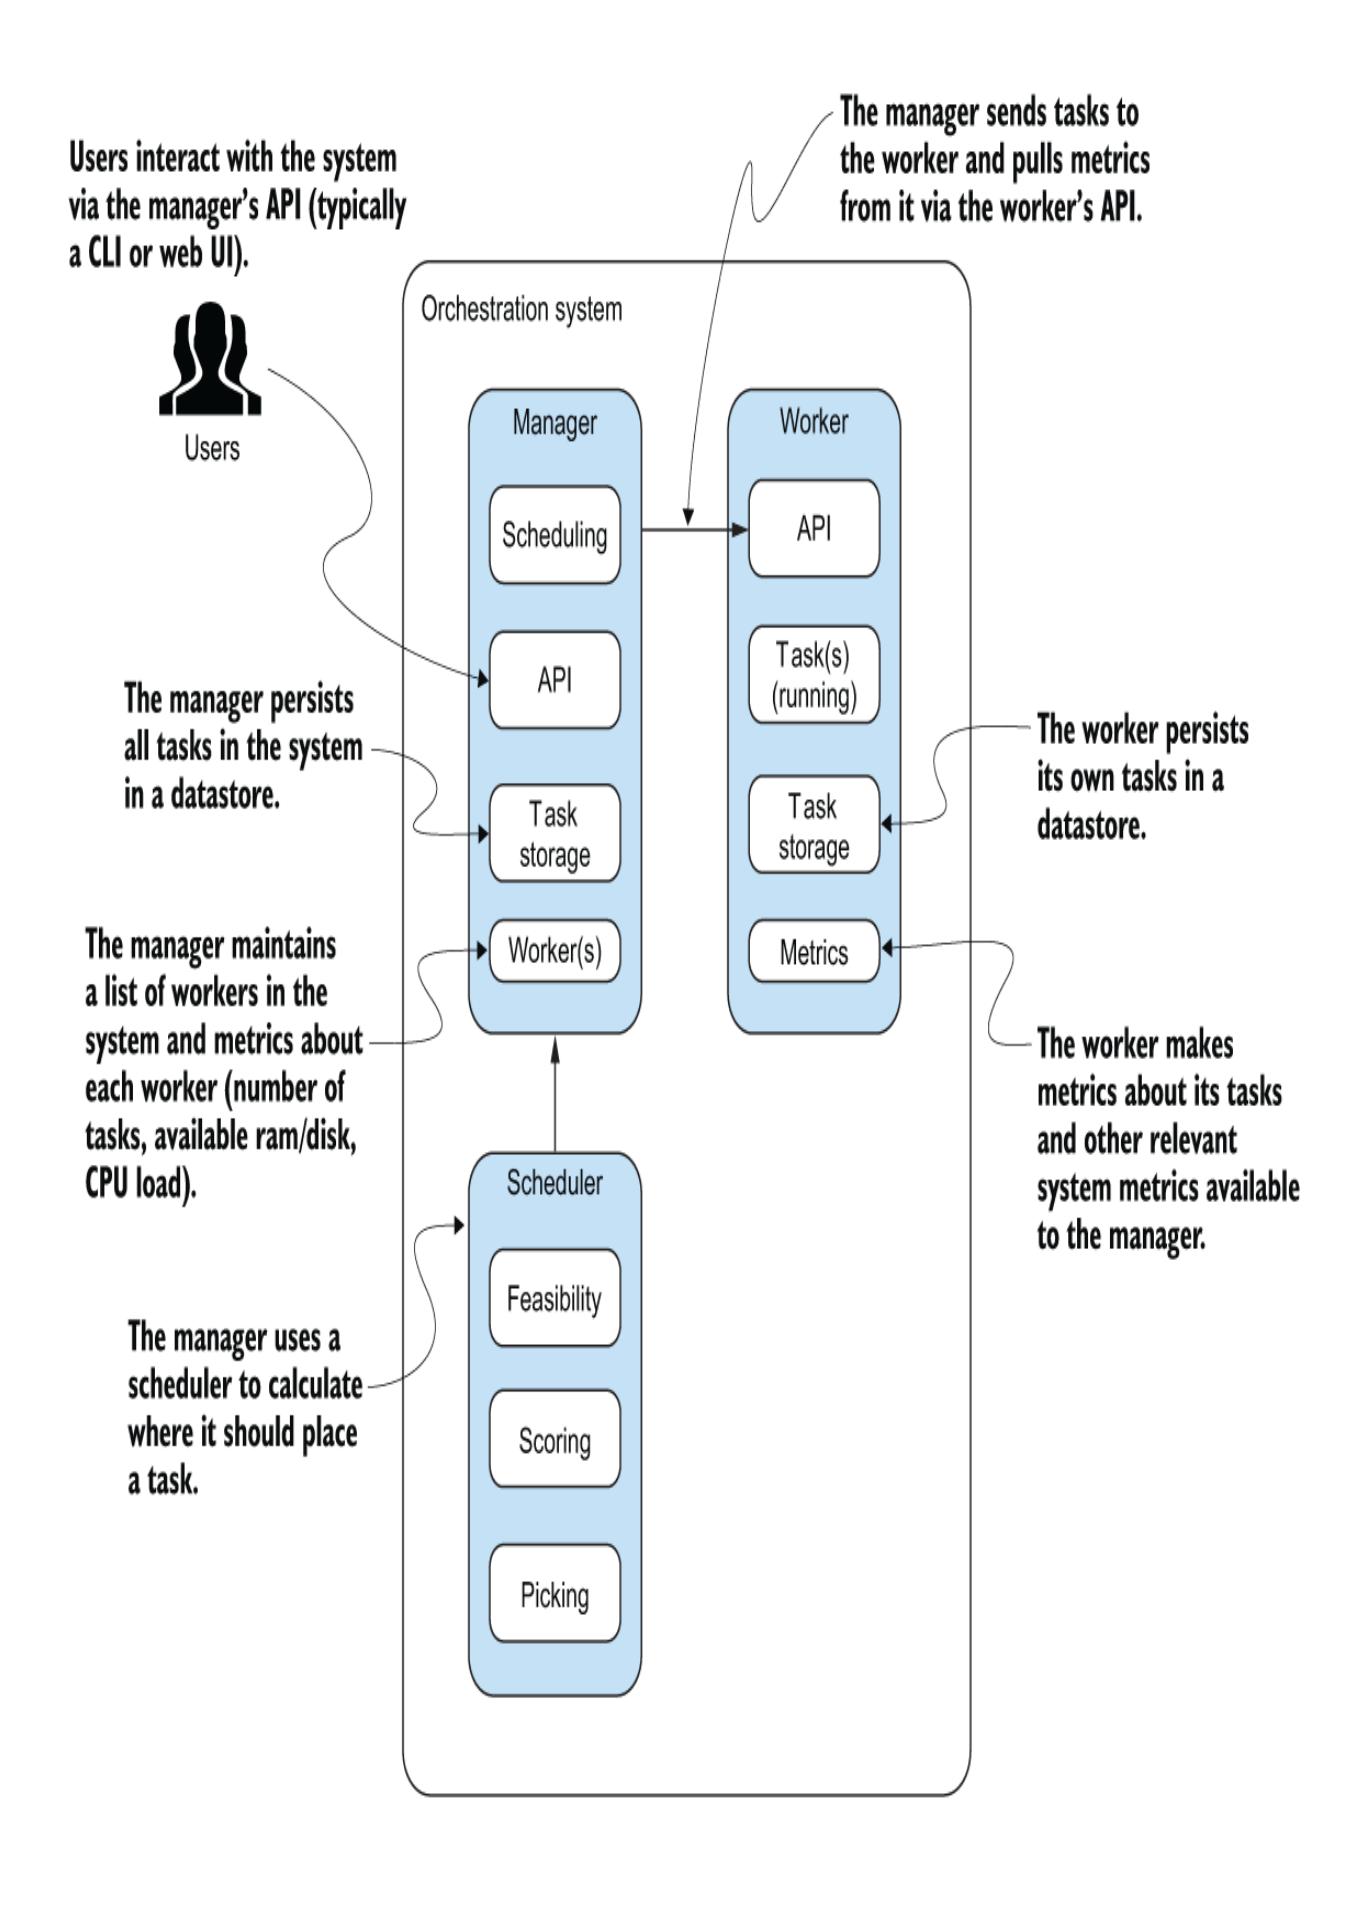 The manager sends tasks to
the worker and pulls metrics
from it via the worker's API.
Users interact with the system
via the manager's API (typically
a CLI or web UI).
Users
Orchestration system
Manager
Scheduling
API
Task
storage
Worker(s)
Worker
API
Task(s)
(running)
Task
storage
Metrics
The manager persists
all tasks in the system
in a datastore.
The worker persists
its own tasks in a
datastore.
The manager maintains
a list of workers in the
system and metrics about
each worker (number of
tasks, available ram/disk,
CPU load).
The worker makes
metrics about its tasks
and other relevant
system metrics available
to the manager.
Scheduler
Feasibility
Scoring
Picking
The manager uses a
scheduler to calculate
where it should place
a task.